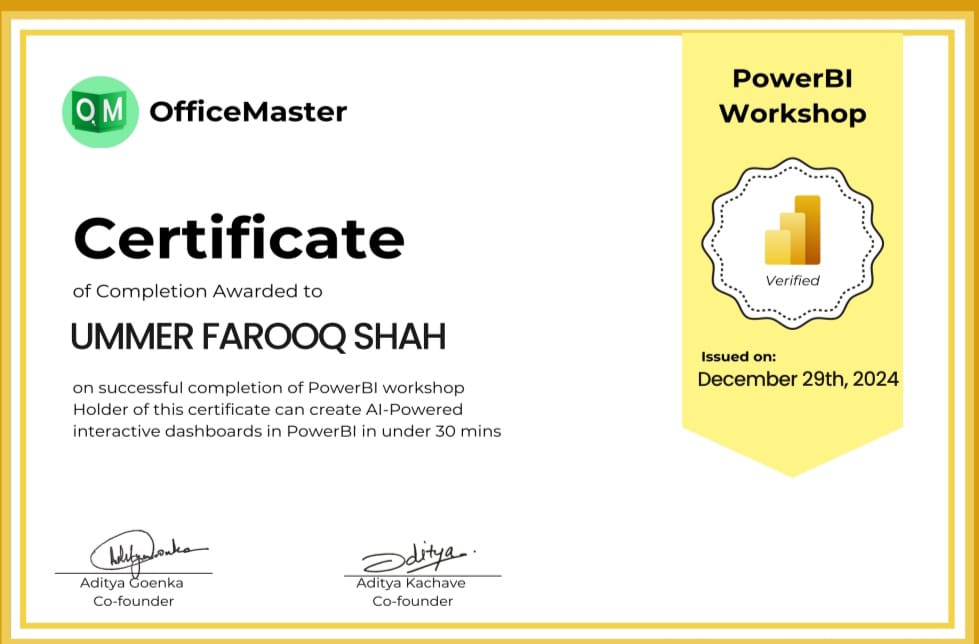 QM OfficeMaster
Certificate
of Completion Awarded to
UMMER FAROOQ SHAH
on successful completion of PowerBI workshop
Holder of this certificate can create AI-Powered
interactive dashboards in PowerBI in under 30 mins
Aditya Goenka
Co-founder
Aditya
Aditya Kachave
Co-founder
PowerBI
Workshop
Verified
Issued on:
December 29th, 2024